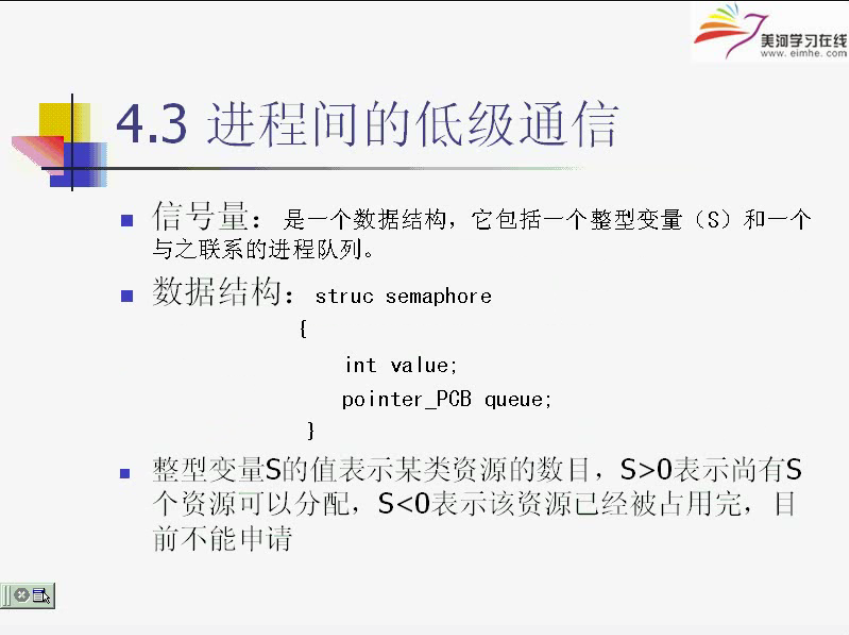 美河学习在线
www.eimhe.com
4.3 进程间的低级通信
信号量：是一个数据结构，它包括一个整型变量（S）和一个
与之联系的进程队列。
数据结构：struc semaphore
{
int value;
pointer_PCB queue;
}
整型变量S的值表示某类资源的数目，S>0表示尚有S
个资源可以分配，S<0表示该资源已经被占用完，目
前不能申请